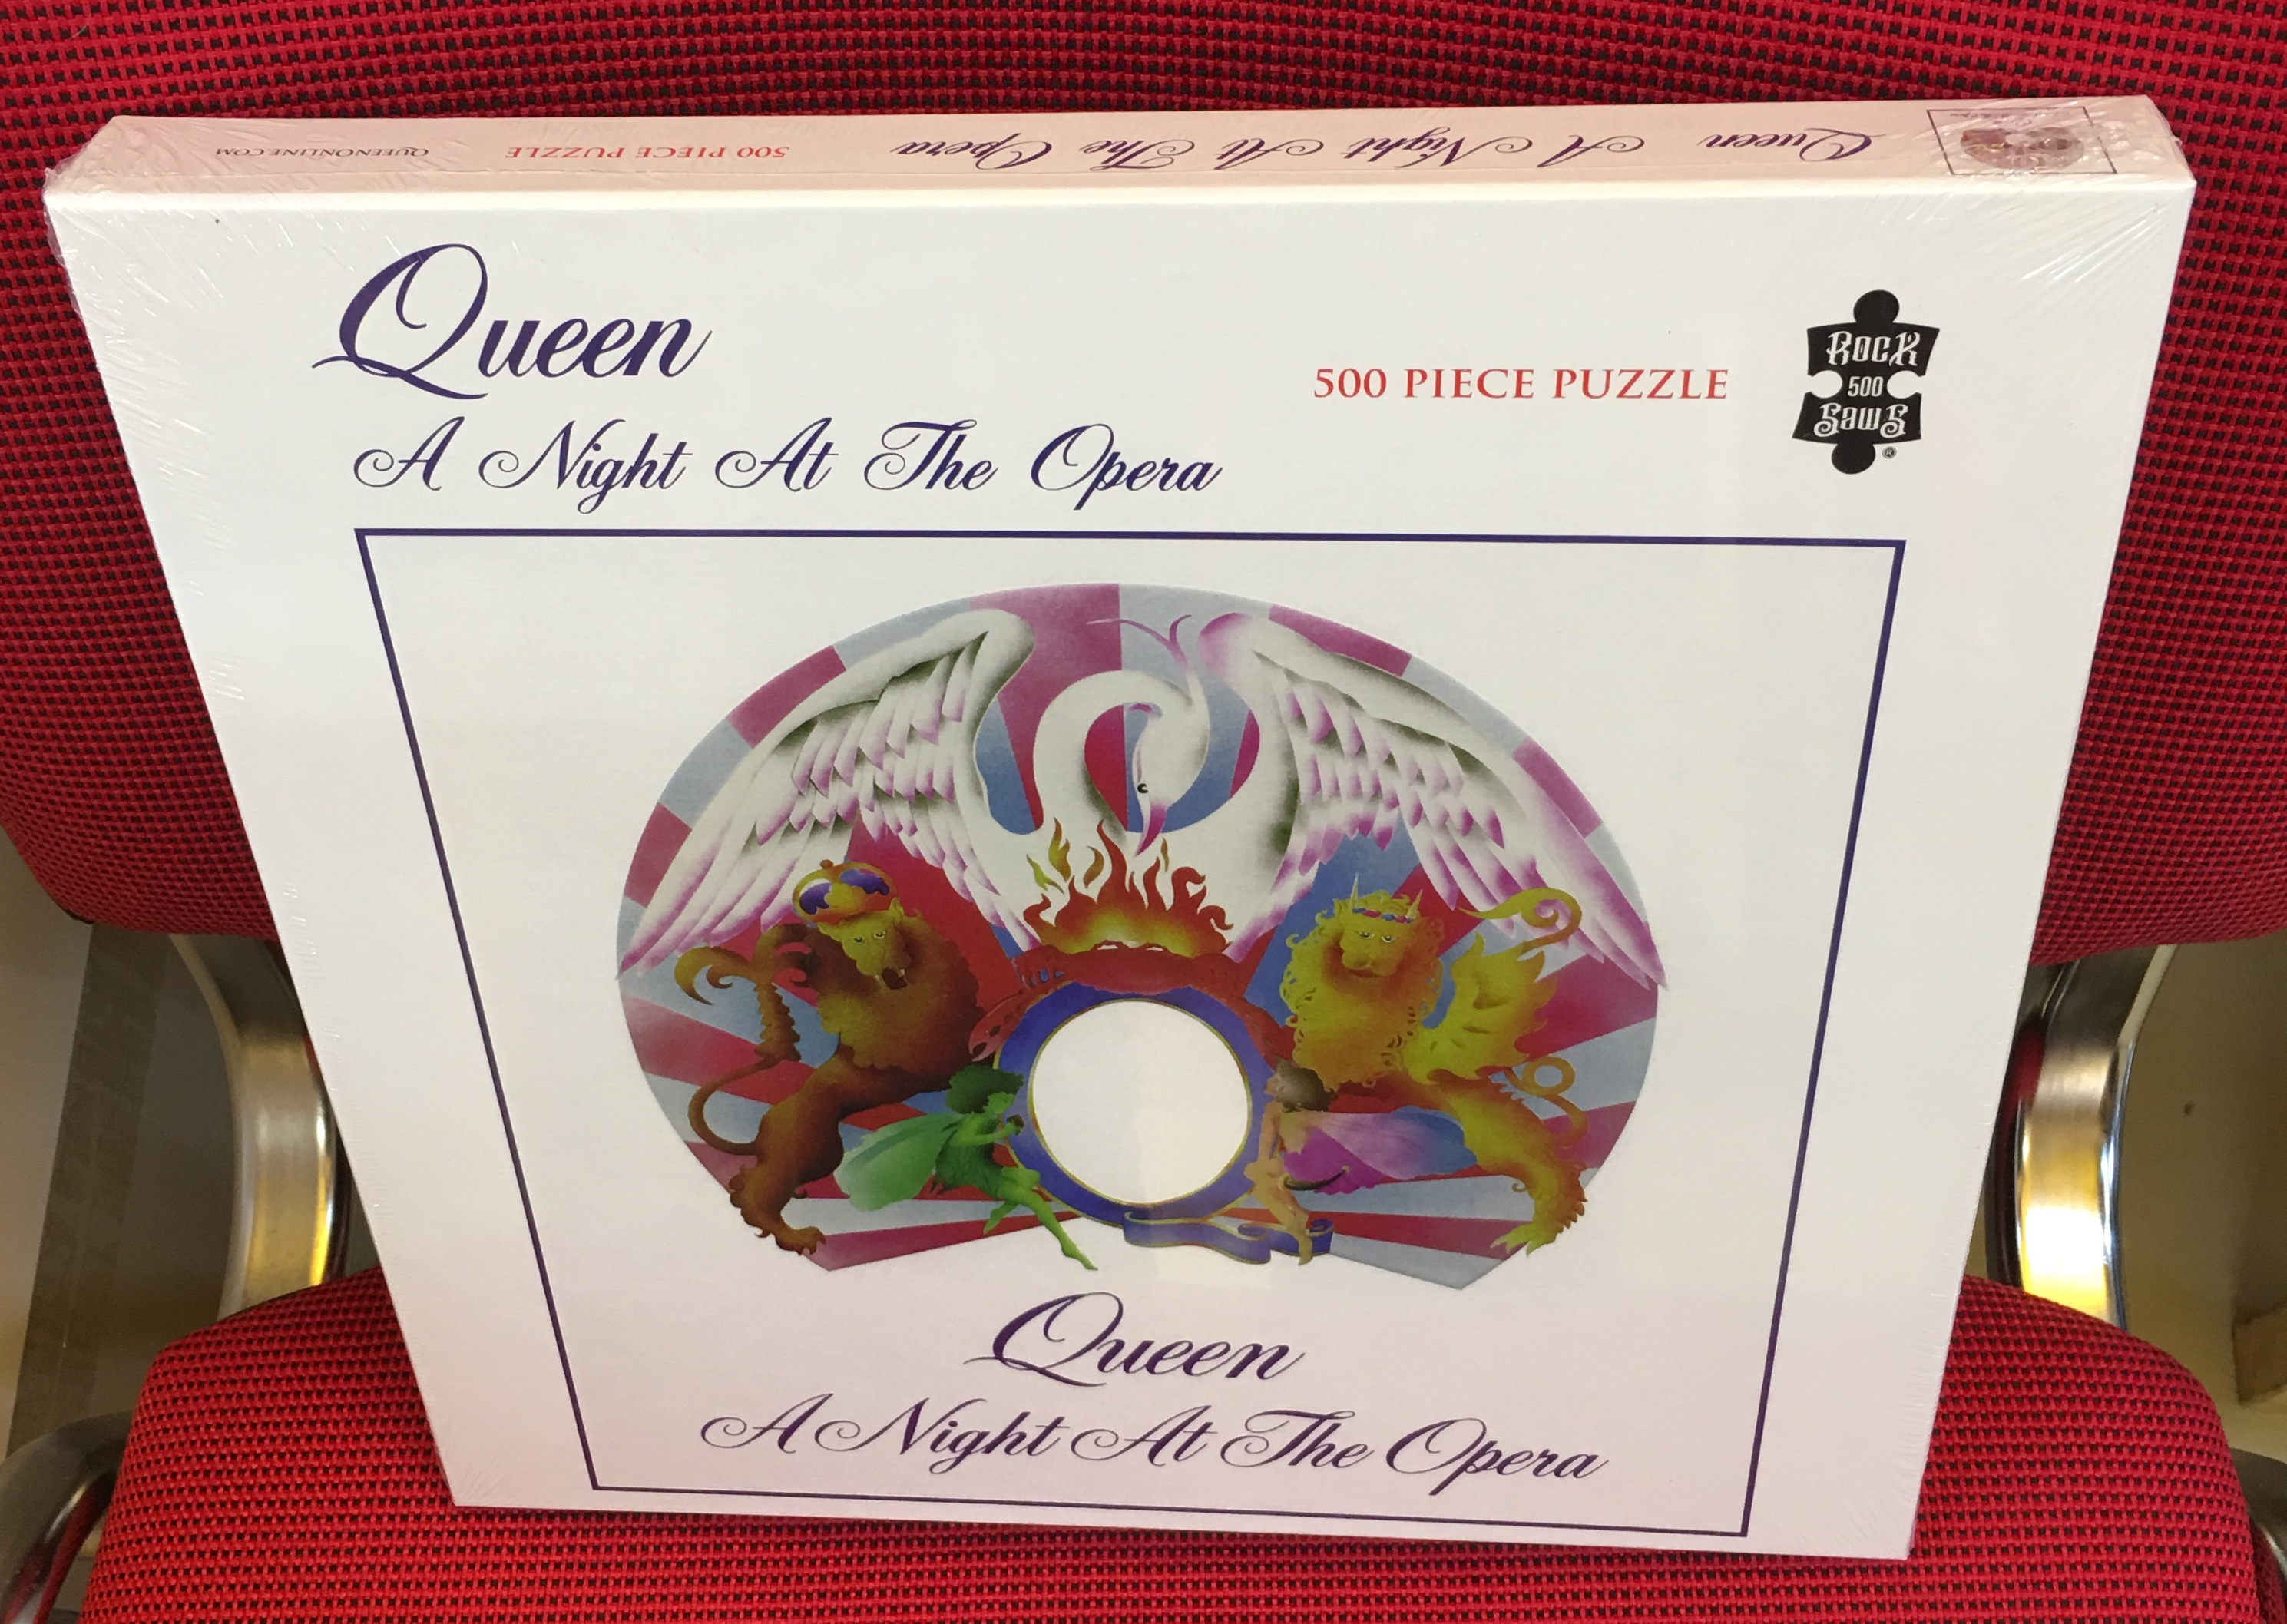 Queen A Night At The Opera 500 PIECE PUZZLE QUEENONLINE.COM
Queen
A Night At The Opera
500 PIECE PUZZLE
ROCK
500
SAWS
®
Queen
A Night At The Opera